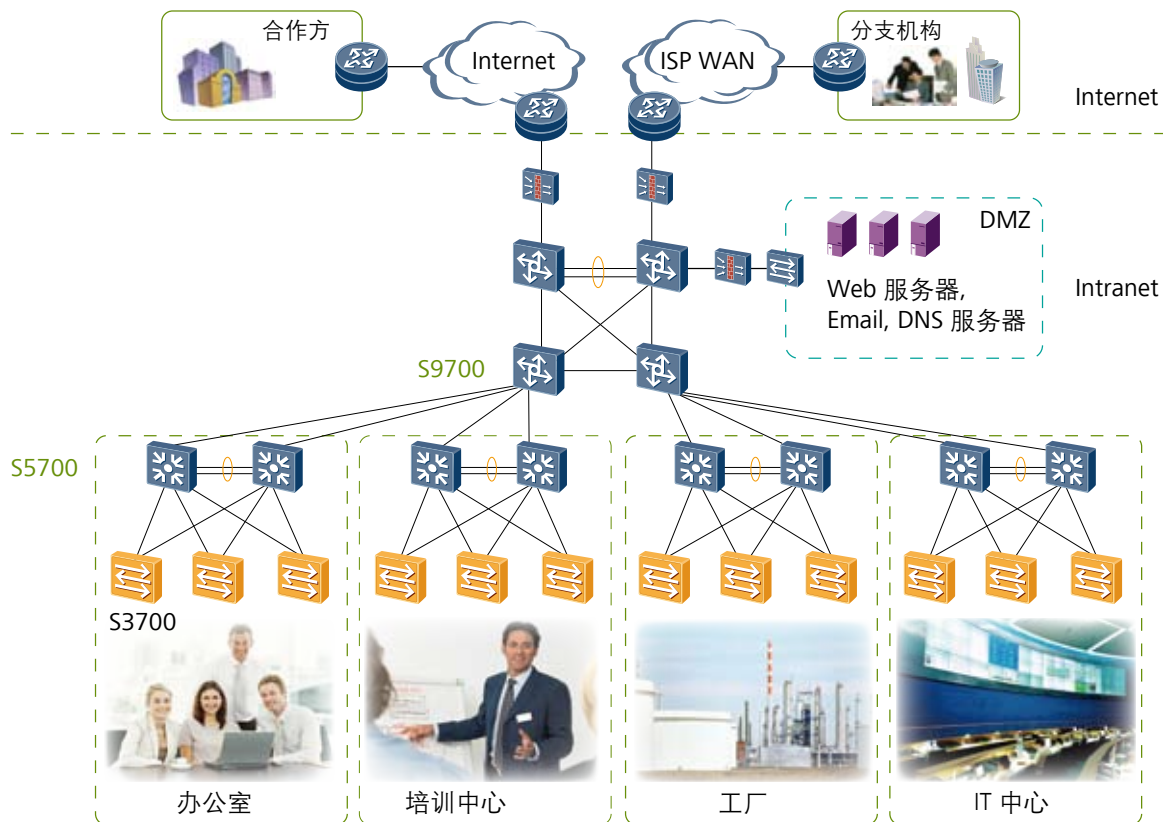 合作方
Internet
ISP WAN
分支机构
Internet
DMZ
Web 服务器,
Email, DNS 服务器
Intranet
S9700
S5700
S3700
办公室
培训中心
工厂
IT 中心